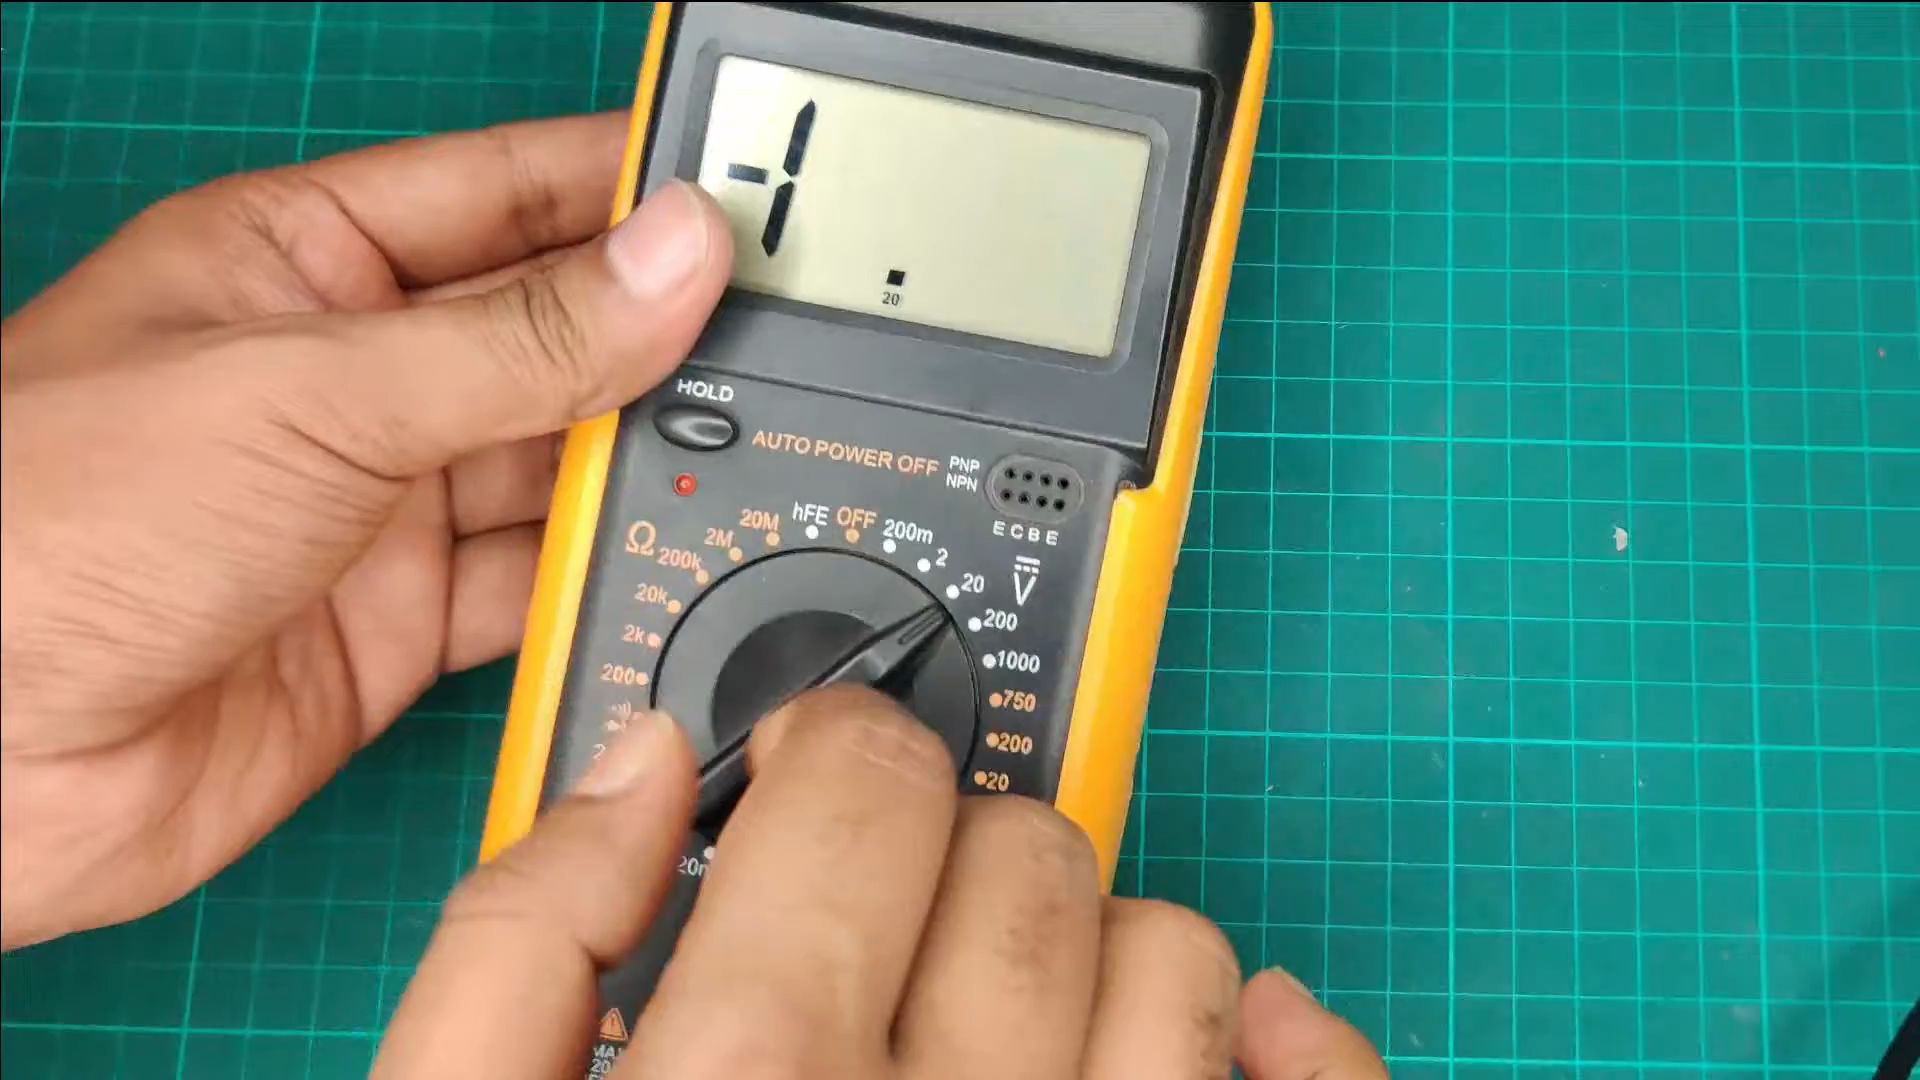 -1
20
HOLD
AUTO POWER OFF
PNP
NPN
E C B E
hFE
OFF
200m
2
20
200
1000
V
750
200
20
20M
2M
Ω
200k
20k
2k
200